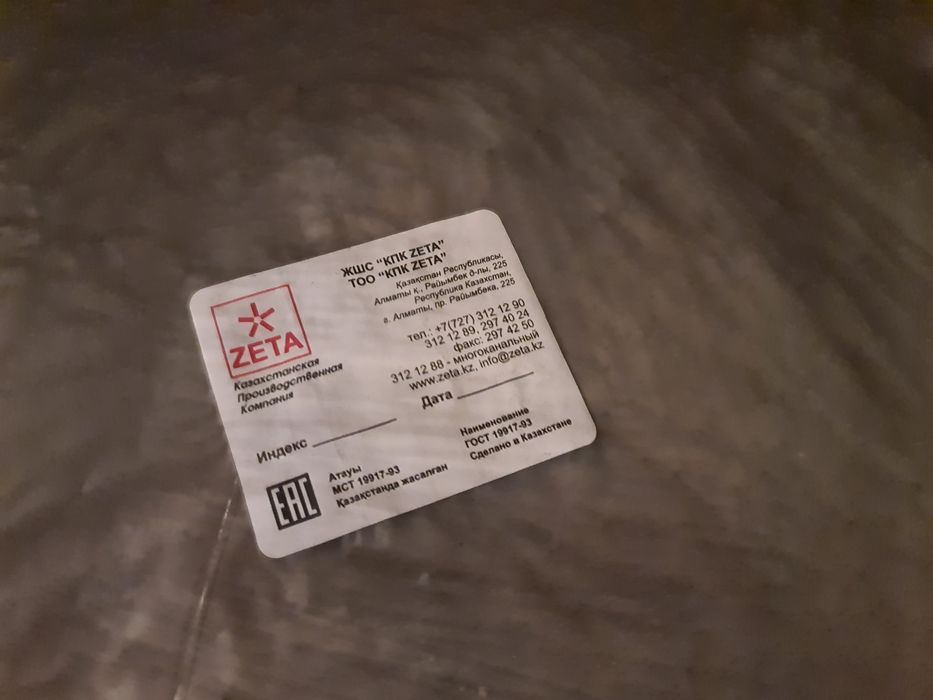 ZETA
Казахстанская
Производственная
Компания
ЖШС "КПК ZETA"
ТОО "КПК ZETA"
Қазақстан Республикасы,
Алматы қ., Райымбек д-лы, 225
Республика Казахстан,
г. Алматы, пр. Райымбека, 225
тел.: +7(727) 312 12 90
312 12 89, 297 40 24
факс: 297 42 50
312 12 88 - многоканальный
www.zeta.kz, info@zeta.kz
Индекс
Дата
EAC
Атауы
МСТ 19917-93
Қазақстанда жасалған
Наименование
ГОСТ 19917-93
Сделано в Казахстане